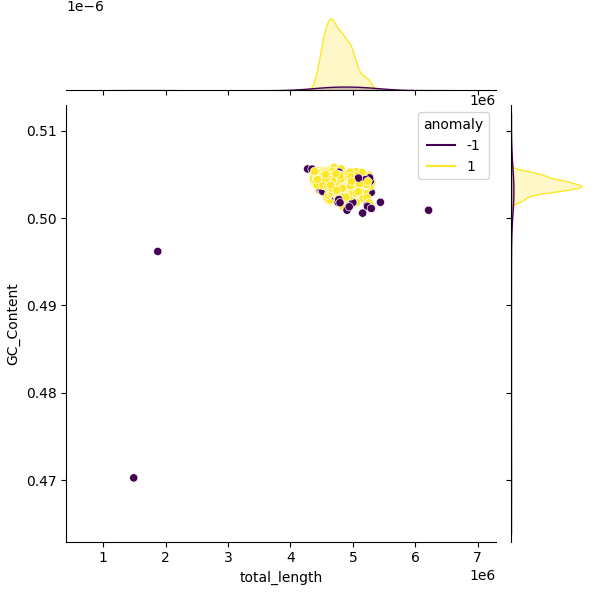 1e−6
1e6
anomaly
-1
1
0.51
0.50
0.49
0.48
0.47
GC_Content
1 2 3 4 5 6 7
total_length
1e6